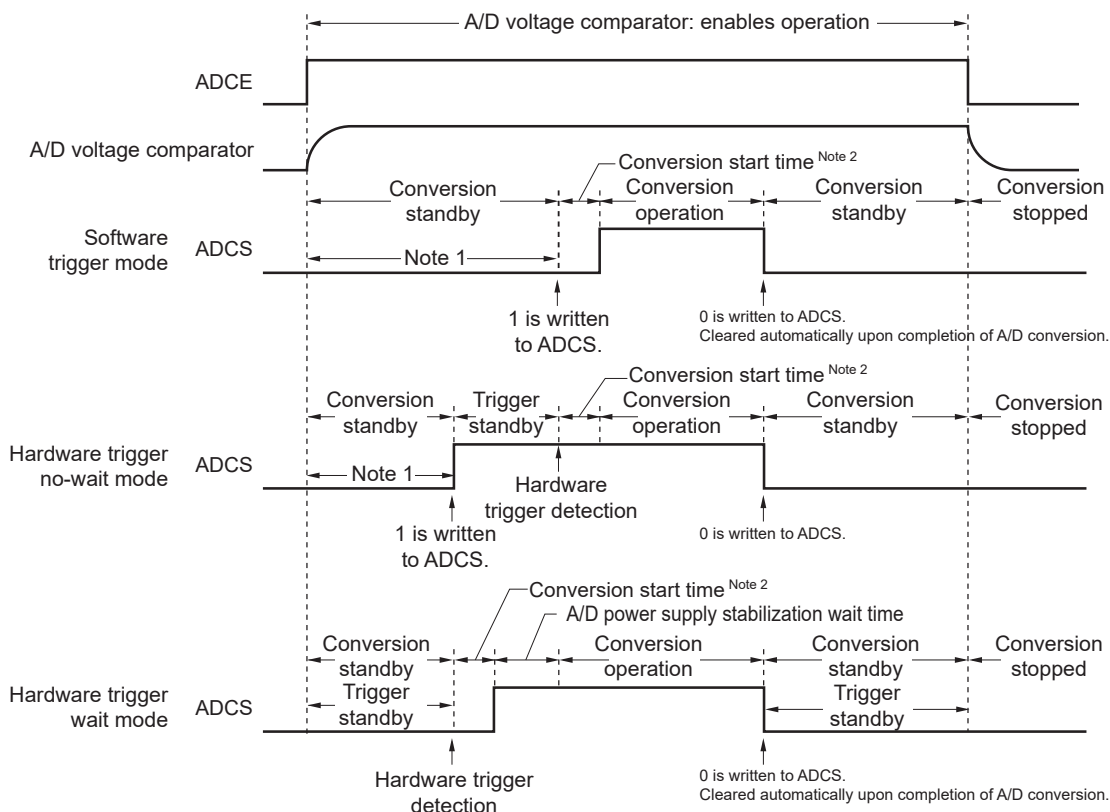 A/D voltage comparator: enables operation
ADCE
A/D voltage comparator
Conversion start time Note 2
Conversion
standby
Conversion
operation
Conversion
standby
Conversion
stopped
Software
trigger mode
ADCS
Note 1
1 is written
to ADCS.
0 is written to ADCS.
Cleared automatically upon completion of A/D conversion.
Conversion start time Note 2
Conversion
standby
Trigger
standby
Conversion
operation
Conversion
standby
Conversion
stopped
Hardware trigger
no-wait mode
ADCS
Note 1
Hardware
trigger detection
1 is written
to ADCS.
0 is written to ADCS.
Conversion start time Note 2
A/D power supply stabilization wait time
Conversion
standby
Conversion
operation
Conversion
standby
Conversion
stopped
Hardware trigger
wait mode
ADCS
Trigger
standby
Trigger
standby
Hardware trigger
detection
0 is written to ADCS.
Cleared automatically upon completion of A/D conversion.